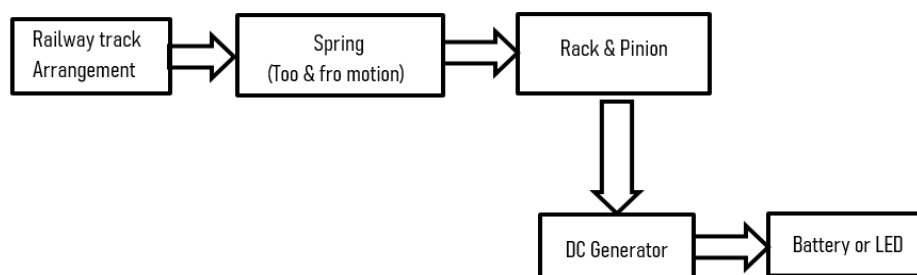 Railway track
Arrangement
Spring
(Too & fro motion)
Rack & Pinion
DC Generator
Battery or LED